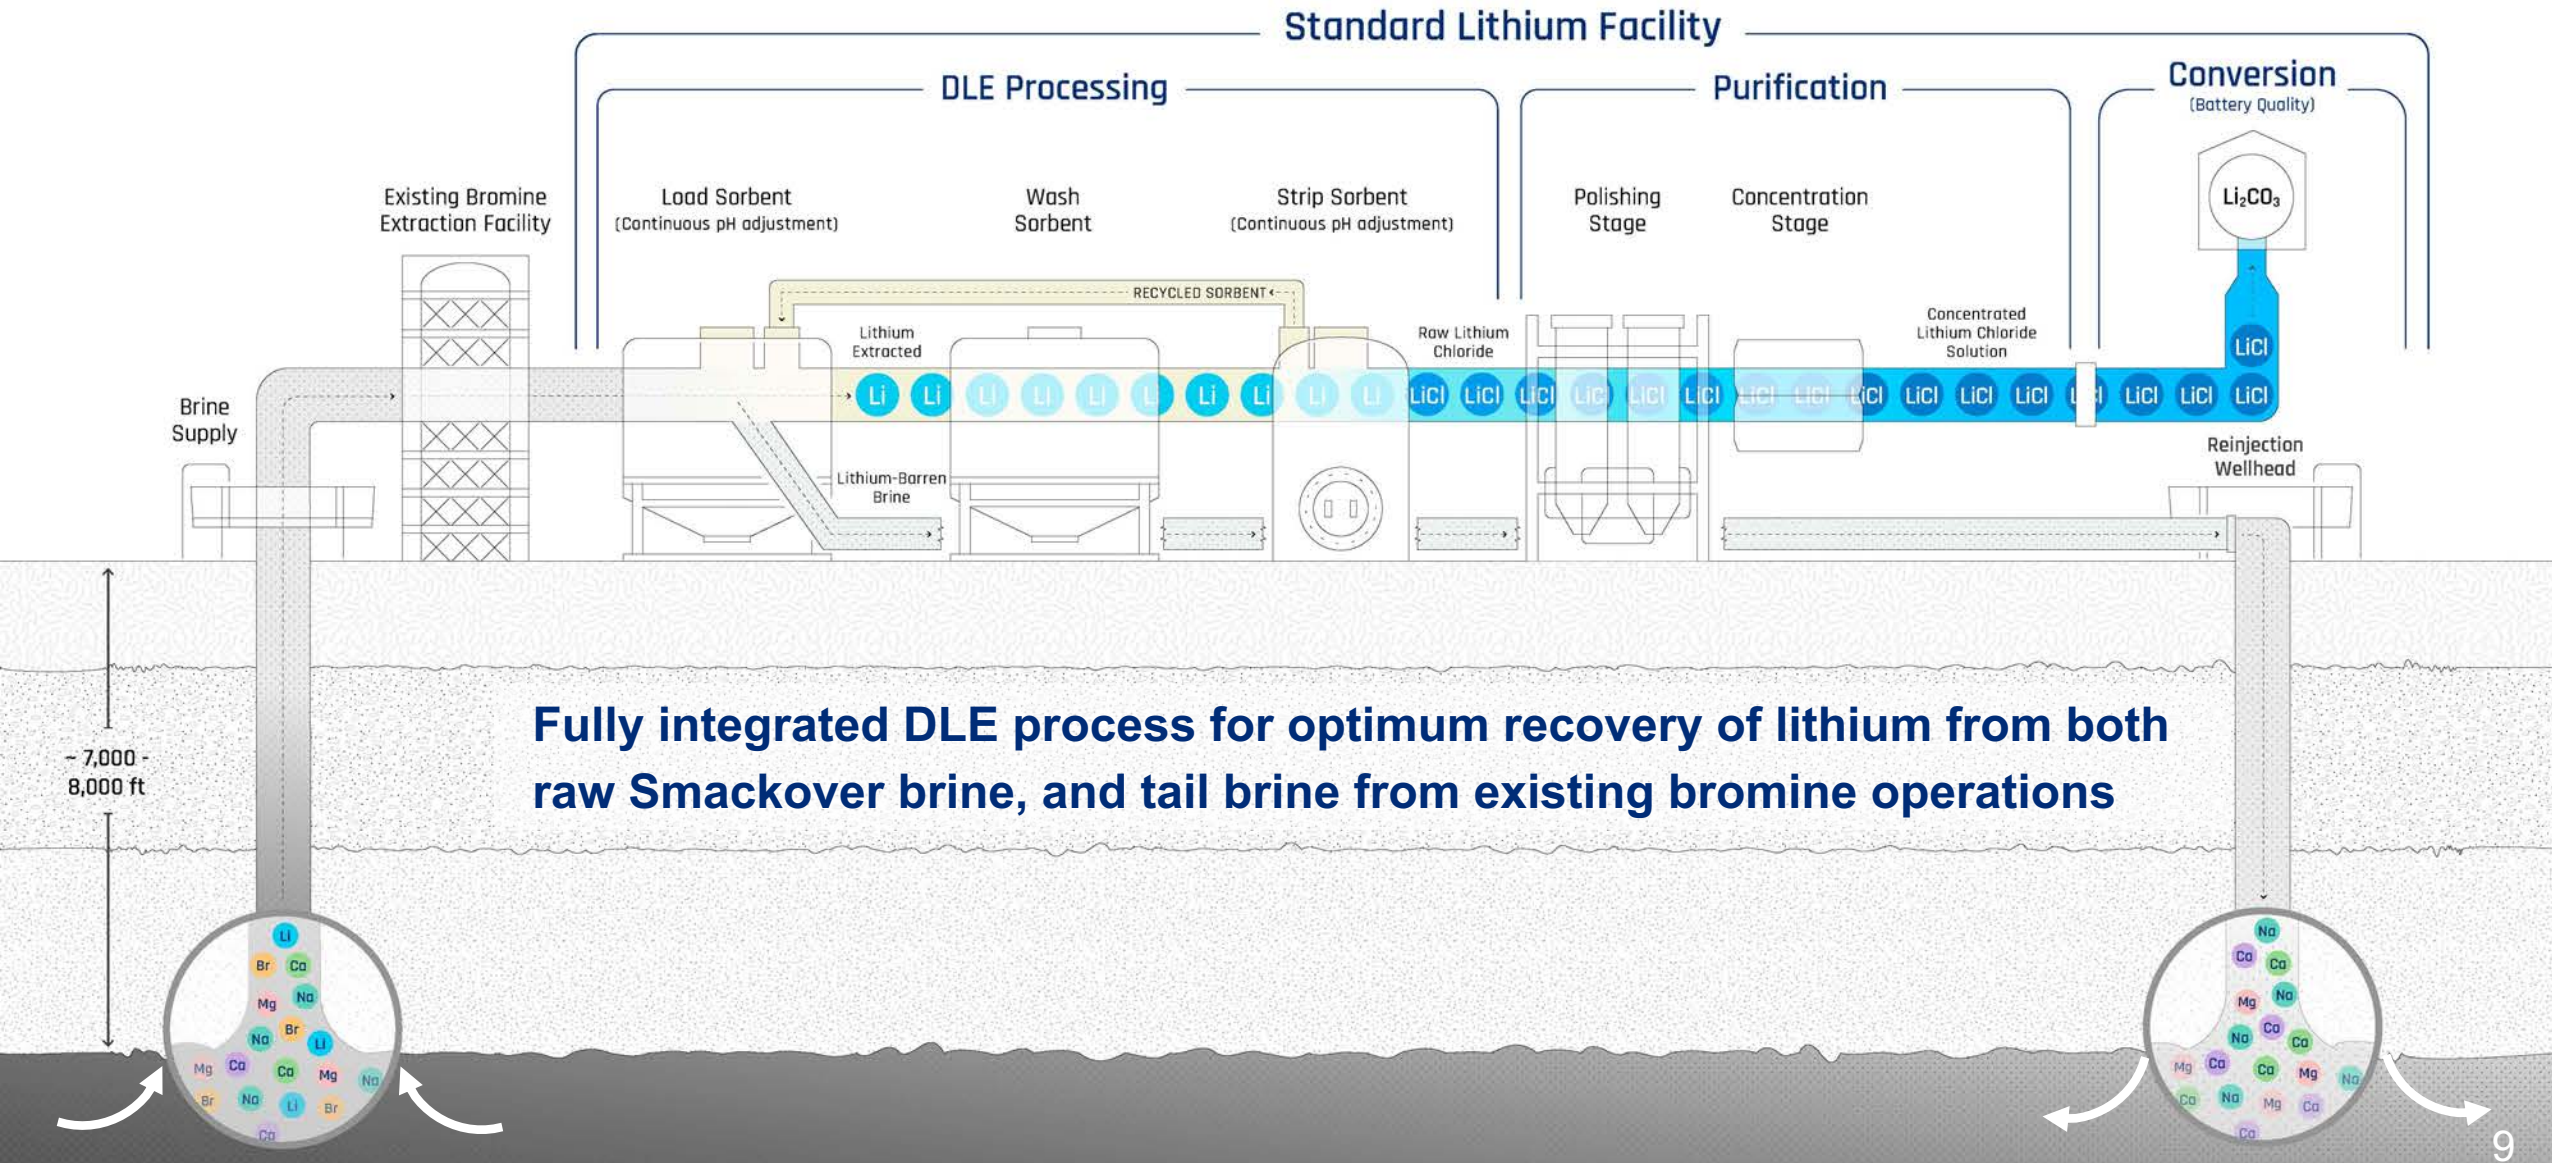 Standard Lithium Facility
DLE Processing
Purification
Conversion
(Battery Quality)
Existing Bromine
Extraction Facility
Load Sorbent
(Continuous pH adjustment)
Wash
Sorbent
Strip Sorbent
(Continuous pH adjustment)
Polishing
Stage
Concentration
Stage
Li₂CO₃
RECYCLED SORBENT
Lithium
Extracted
Raw Lithium
Chloride
Concentrated
Lithium Chloride
Solution
LiCl
Brine
Supply
Li Li Li Li Li Li Li Li Li Li LiCl LiCl LiCl LiCl LiCl LiCl LiCl LiCl LiCl LiCl LiCl LiCl LiCl LiCl LiCl LiCl
Lithium-Barren
Brine
Reinjection
Wellhead
~ 7,000 -
8,000 ft
Fully integrated DLE process for optimum recovery of lithium from both
raw Smackover brine, and tail brine from existing bromine operations
Li
Br Ca
Mg Na
Na Br Li
Mg Ca Ca Mg Na
Br Na Li Br
Ca
Na
Ca Ca
Mg Na
Na Ca Ca
Mg Ca Ca Mg Na
Ca Na Mg Ca
Ca
9